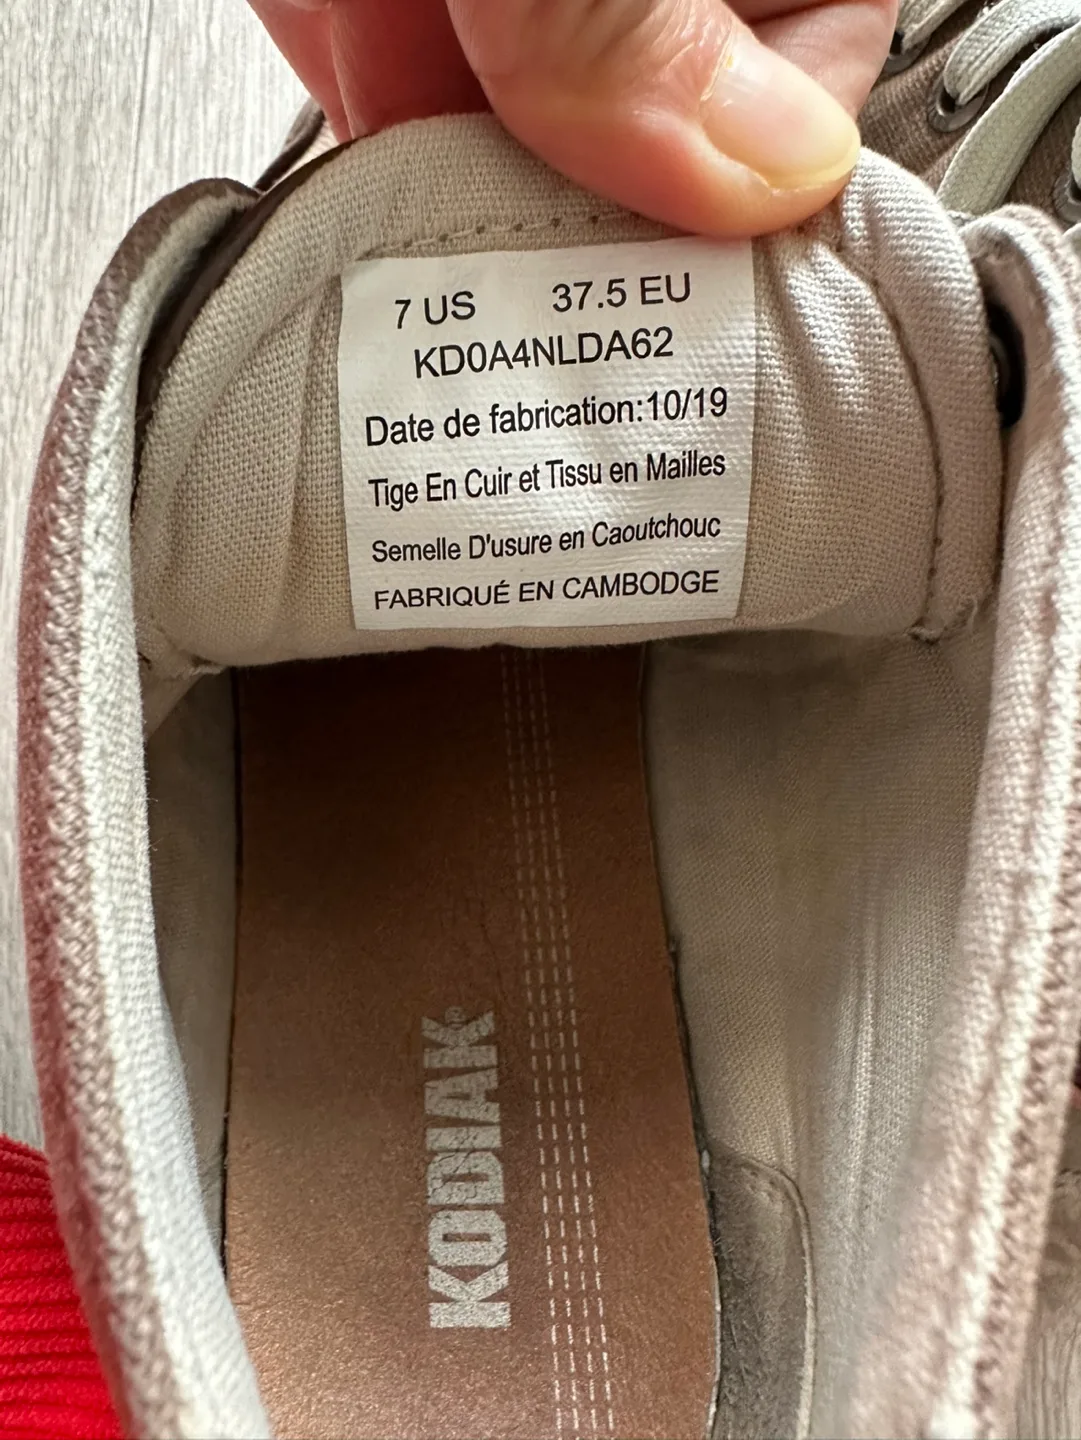 7 US 37.5 EU
KD0A4NLDA62
Date de fabrication:10/19
Tige En Cuir et Tissu en Mailles
Semelle D'usure en Caoutchouc
FABRIQUÉ EN CAMBODGE
KODIAK®